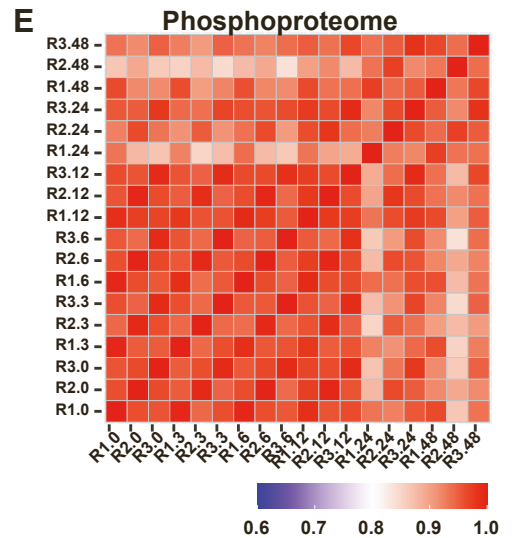 E
Phosphoproteome
R3.48
R2.48
R1.48
R3.24
R2.24
R1.24
R3.12
R2.12
R1.12
R3.6
R2.6
R1.6
R3.3
R2.3
R1.3
R3.0
R2.0
R1.0
R1.0 R2.0 R3.0 R1.3 R2.3 R3.3 R1.6 R2.6 R3.6 R1.12 R2.12 R3.12 R1.24 R2.24 R3.24 R1.48 R2.48 R3.48
0.6 0.7 0.8 0.9 1.0